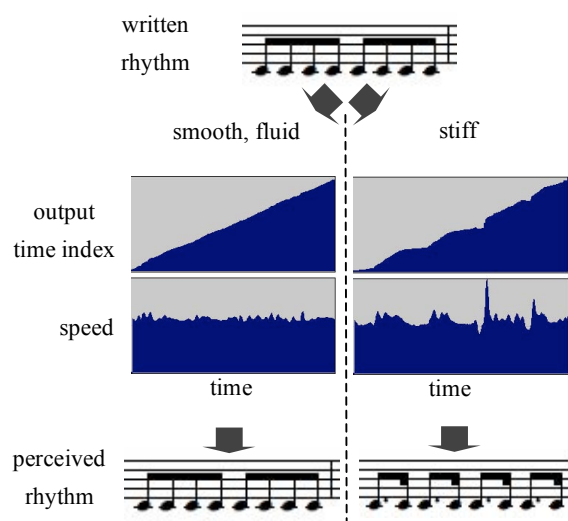 written
rhythm
smooth, fluid
stiff
output
time index
speed
time
time
perceived
rhythm